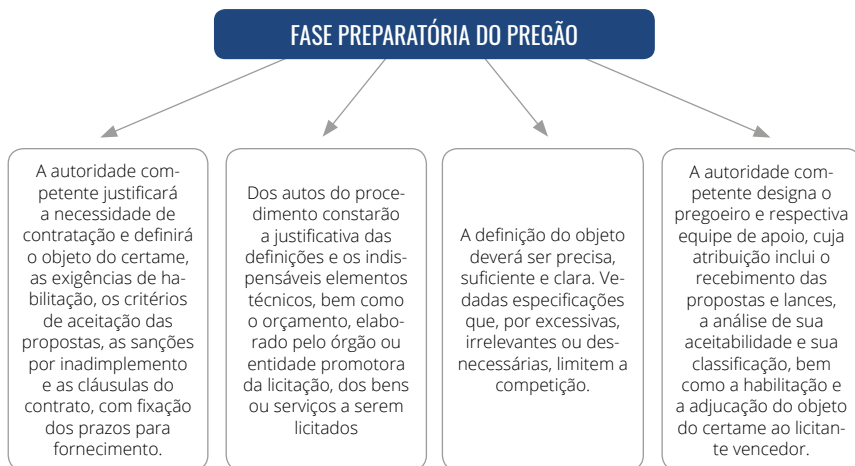 FASE PREPARATÓRIA DO PREGÃO
A autoridade com-
petente justificará
a necessidade de
contratação e definirá
o objeto do certame,
as exigências de ha-
bilitação, os critérios
de aceitação das
propostas, as sanções
por inadimplemento
e as cláusulas do
contrato, com fixação
dos prazos para
fornecimento.
Dos autos do proce-
dimento constarão
a justificativa das
definições e os indis-
pensáveis elementos
técnicos, bem como
o orçamento, elabo-
rado pelo órgão ou
entidade promotora
da licitação, dos bens
ou serviços a serem
licitados
A definição do objeto
deverá ser precisa,
suficiente e clara. Ve-
dadas especificações
que, por excessivas,
irrelevantes ou des-
necessárias, limitem a
competição.
A autoridade com-
petente designa o
pregoeiro e respectiva
equipe de apoio, cuja
atribuição inclui o
recebimento das
propostas e lances,
a análise de sua
aceitabilidade e sua
classificação, bem
como a habilitação e
a adjucação do objeto
do certame ao licitan-
te vencedor.